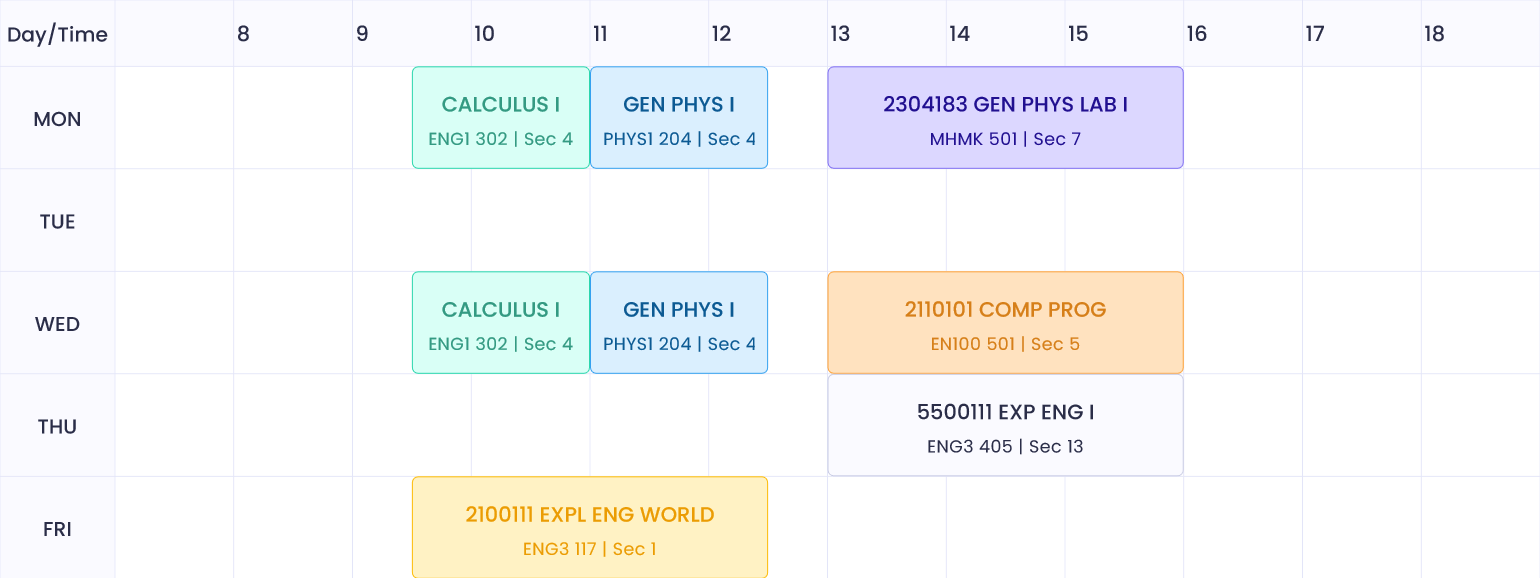 Day/Time 8 9 10 11 12 13 14 15 16 17 18
MON
CALCULUS I
ENG1 302 | Sec 4
GEN PHYS I
PHYS1 204 | Sec 4
2304183 GEN PHYS LAB I
MHMK 501 | Sec 7
TUE
WED
CALCULUS I
ENG1 302 | Sec 4
GEN PHYS I
PHYS1 204 | Sec 4
2110101 COMP PROG
EN100 501 | Sec 5
THU
5500111 EXP ENG I
ENG3 405 | Sec 13
FRI
2100111 EXPL ENG WORLD
ENG3 117 | Sec 1